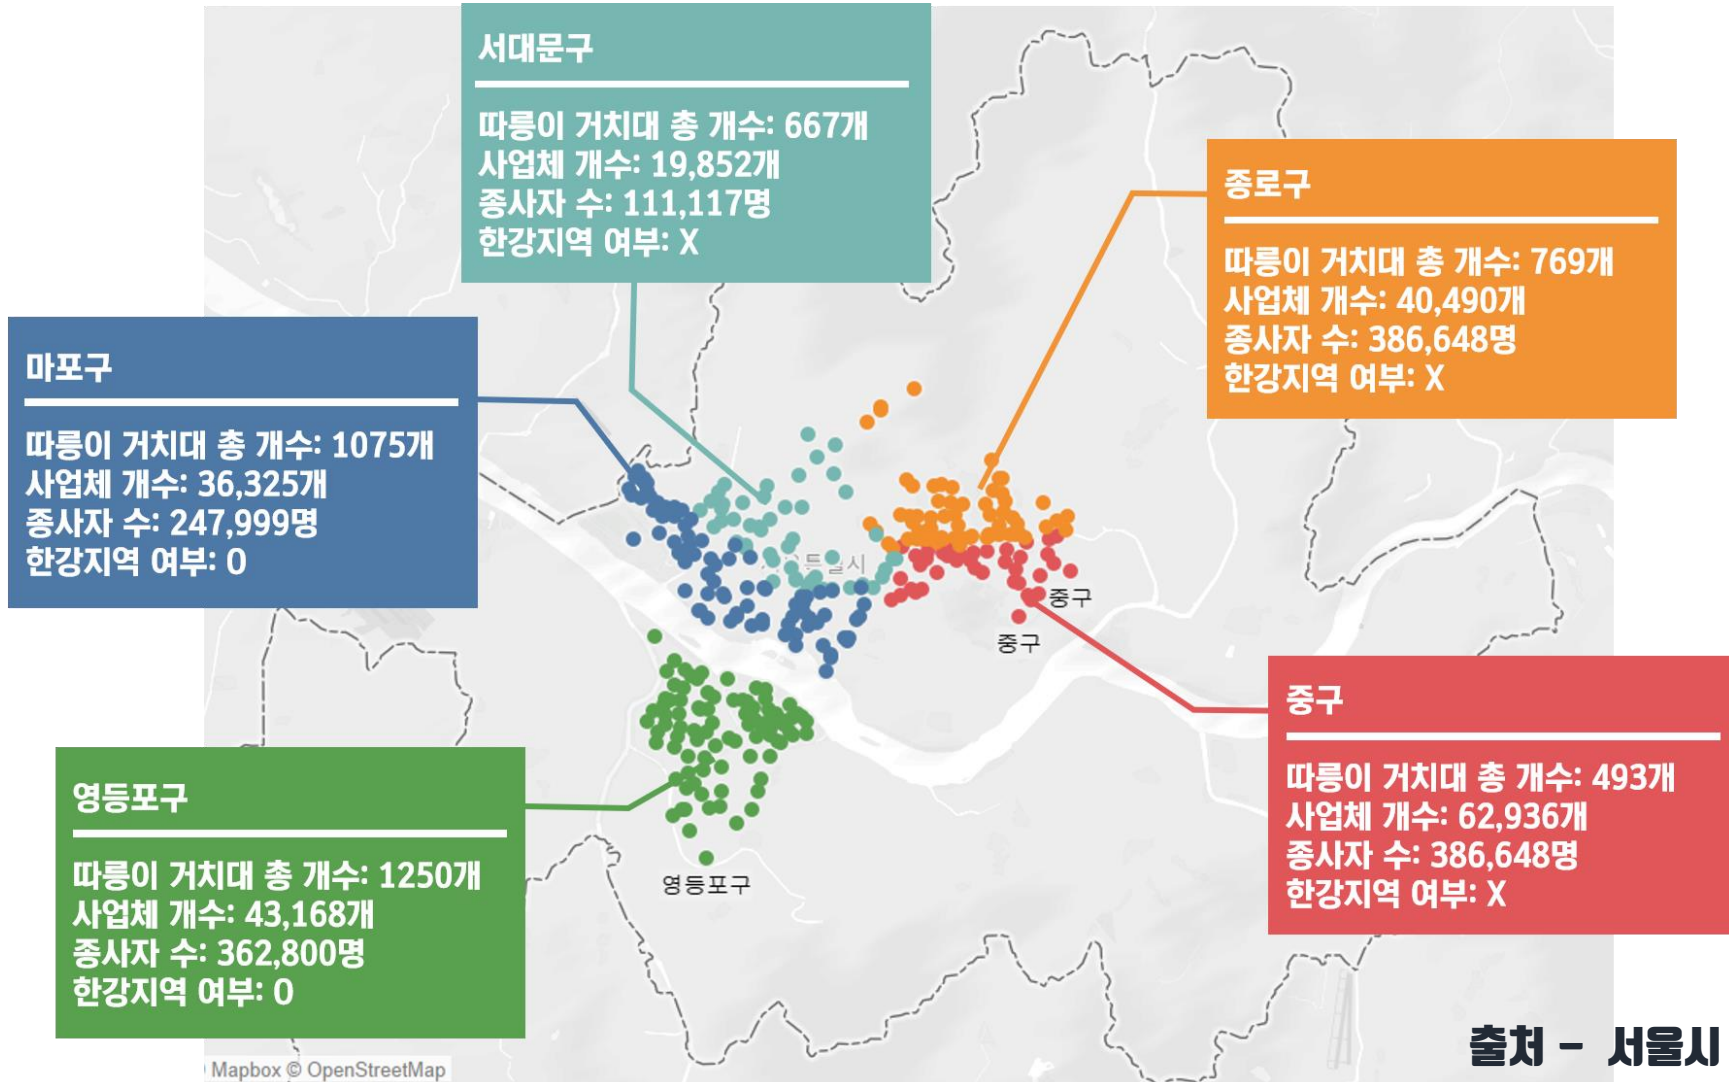 서대문구
따릉이 거치대 총 개수: 667개
사업체 개수: 19,852개
종사자 수: 111,117명
한강지역 여부: X
종로구
따릉이 거치대 총 개수: 769개
사업체 개수: 40,490개
종사자 수: 386,648명
한강지역 여부: X
마포구
따릉이 거치대 총 개수: 1075개
사업체 개수: 36,325개
종사자 수: 247,999명
한강지역 여부: O
중구
중구
중구
따릉이 거치대 총 개수: 493개
사업체 개수: 62,936개
종사자 수: 386,648명
한강지역 여부: X
영등포구
따릉이 거치대 총 개수: 1250개
사업체 개수: 43,168개
종사자 수: 362,800명
한강지역 여부: O
영등포구
Mapbox © OpenStreetMap
출처 - 서울시